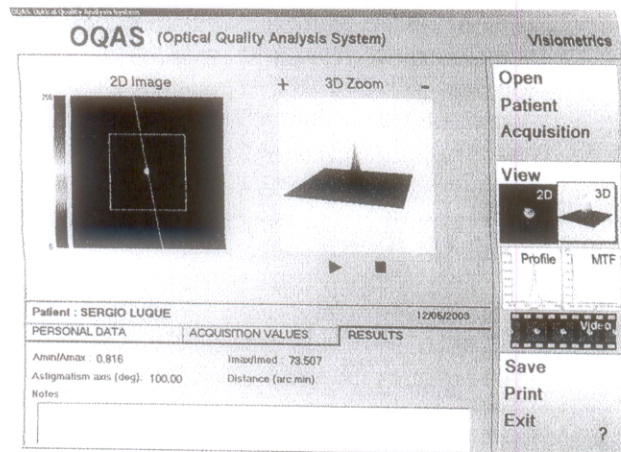 OQAS Optical Quality Analysis System
OQAS (Optical Quality Analysis System)
Visiometrics
2D Image
+ 3D Zoom -
Open
Patient
Acquisition
View
2D
3D
Profile
MTF
Video
Patient : SERGIO LUQUE
12/05/2003
PERSONAL DATA
ACQUISITION VALUES
RESULTS
Amin/Amax : 0.816
Imax/Imed : 73.507
Astigmatism axis (deg): 100.00
Distance (arc min)
Notes
Save
Print
Exit
?